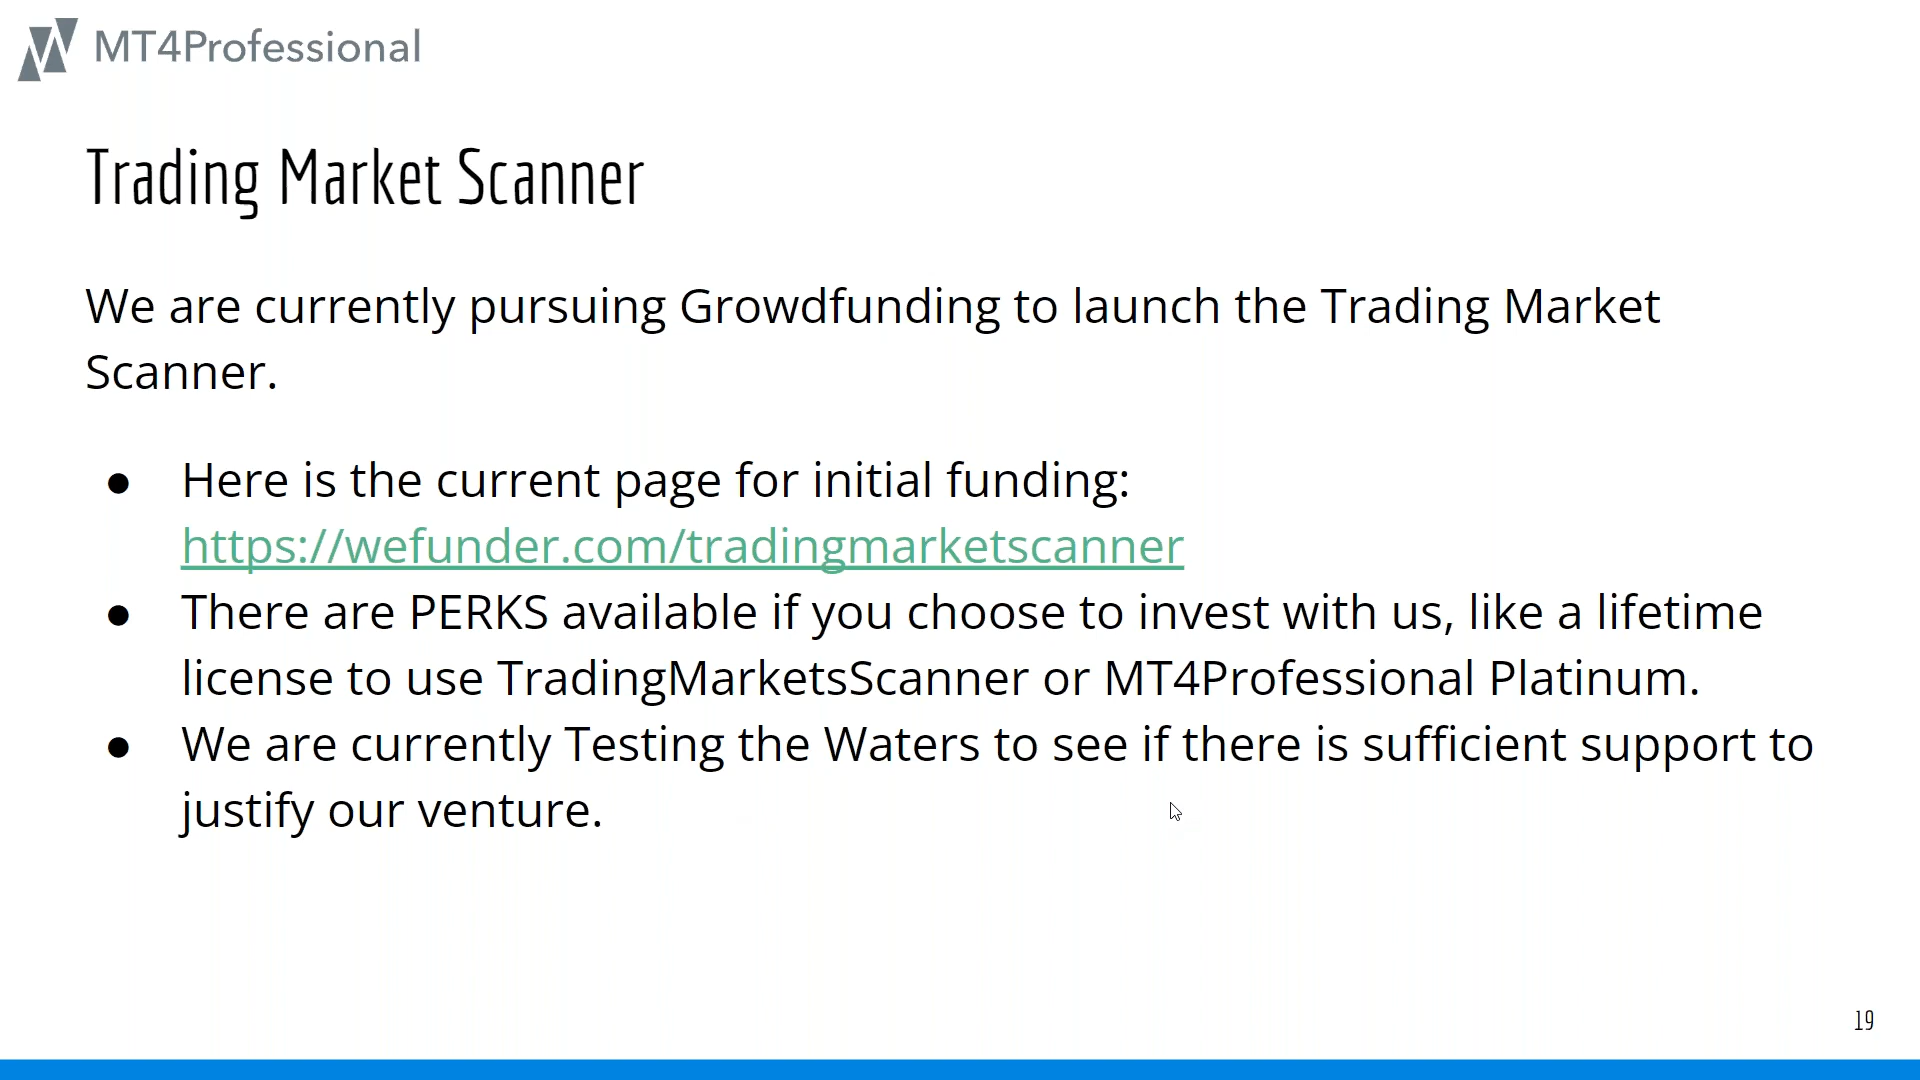 MT4Professional
Trading Market Scanner
We are currently pursuing Growdfunding to launch the Trading Market
Scanner.
● Here is the current page for initial funding:
https://wefunder.com/tradingmarketscanner
● There are PERKS available if you choose to invest with us, like a lifetime
license to use TradingMarketsScanner or MT4Professional Platinum.
● We are currently Testing the Waters to see if there is sufficient support to
justify our venture.
19